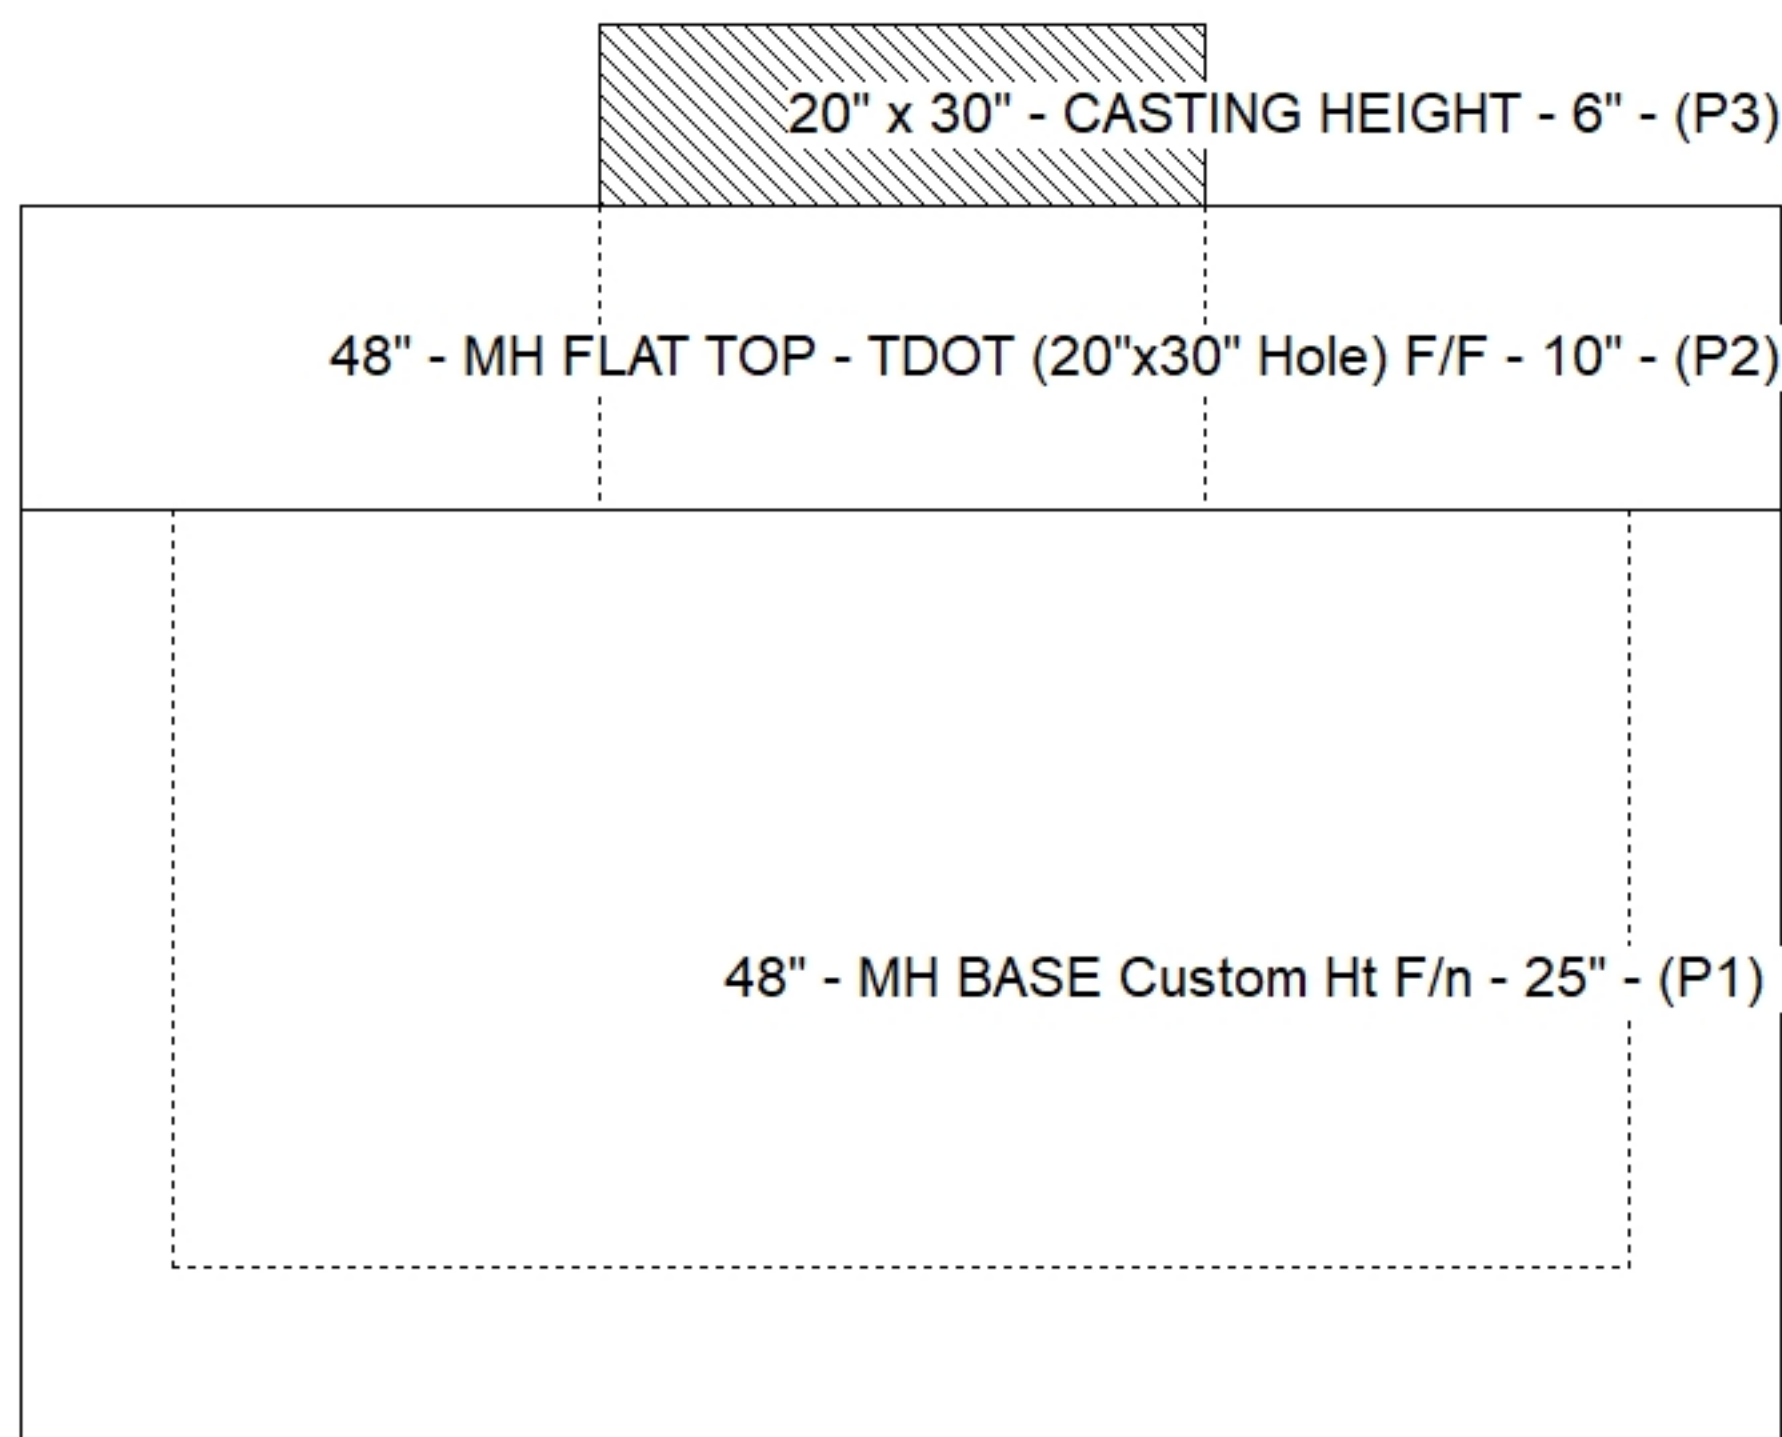 20" x 30" - CASTING HEIGHT - 6" - (P3)
48" - MH FLAT TOP - TDOT (20"x30" Hole) F/F - 10" - (P2)
48" - MH BASE Custom Ht F/n - 25" - (P1)